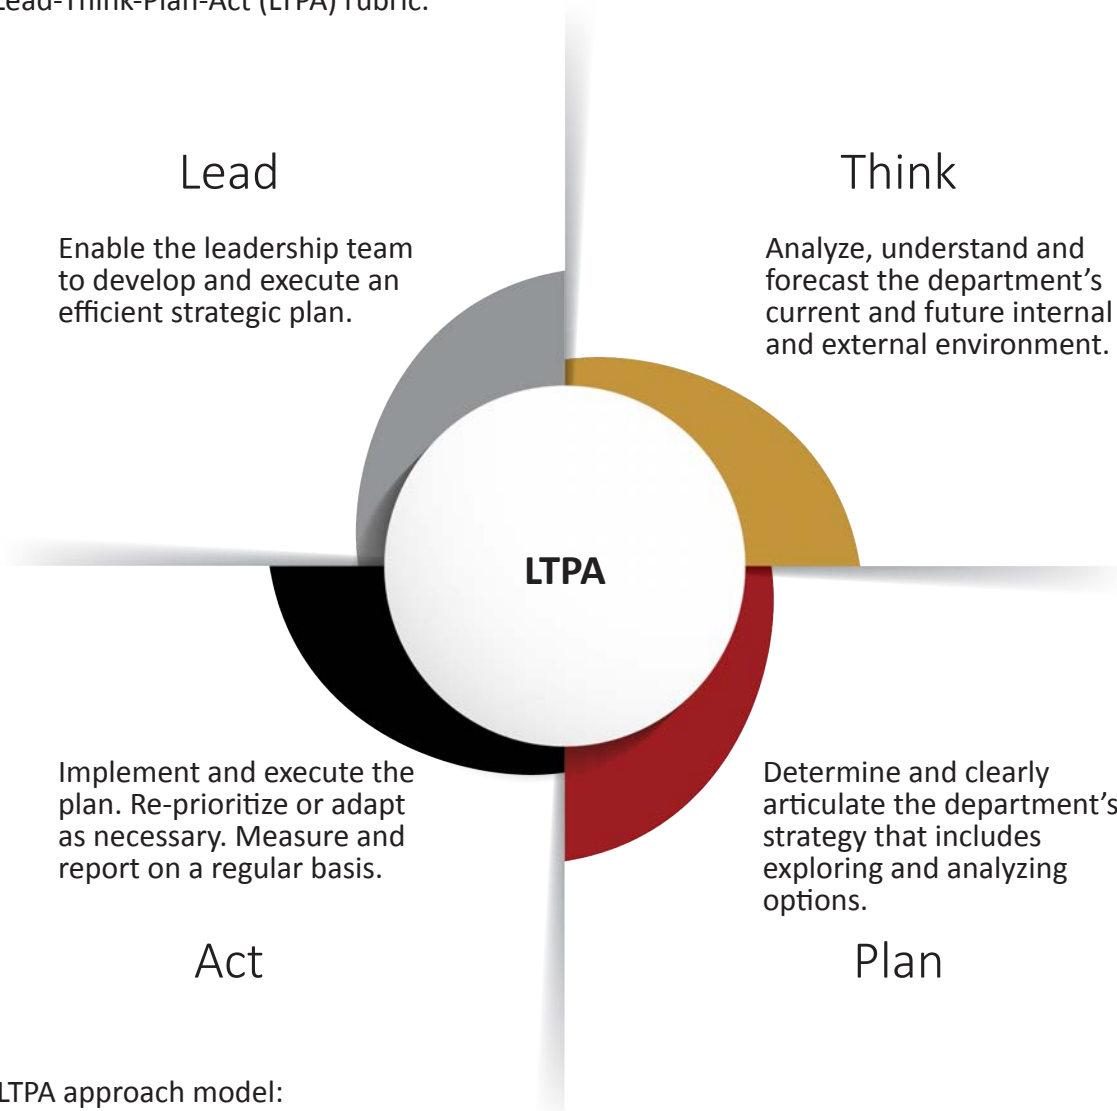 Lead-Think-Plan-Act (LTPA) rubric.
Lead
Enable the leadership team
to develop and execute an
efficient strategic plan.
Think
Analyze, understand and
forecast the department’s
current and future internal
and external environment.
LTPA
Implement and execute the
plan. Re-prioritize or adapt
as necessary. Measure and
report on a regular basis.
Act
Determine and clearly
articulate the department’s
strategy that includes
exploring and analyzing
options.
Plan
LTPA approach model: